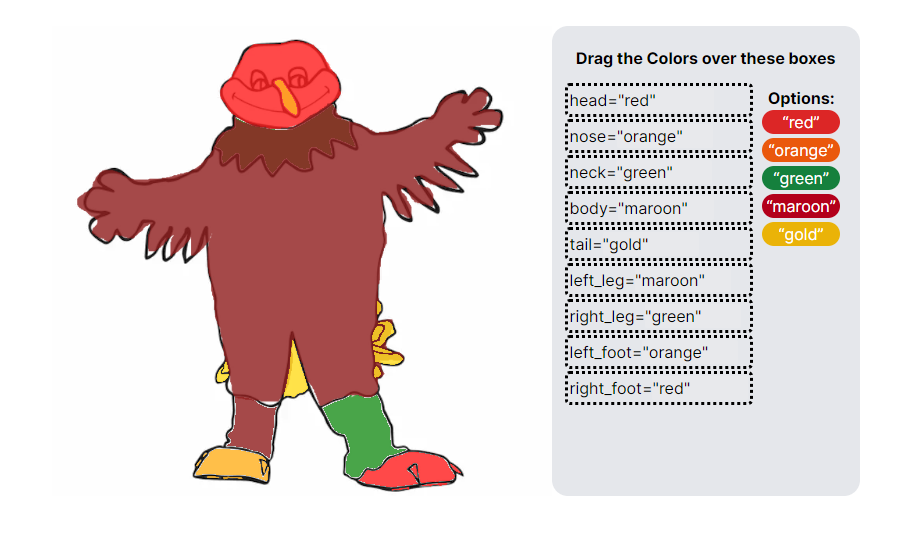 Drag the Colors over these boxes
head="red"
nose="orange"
neck="green"
body="maroon"
tail="gold"
left_leg="maroon"
right_leg="green"
left_foot="orange"
right_foot="red"
Options:
“red”
“orange”
“green”
“maroon”
“gold”